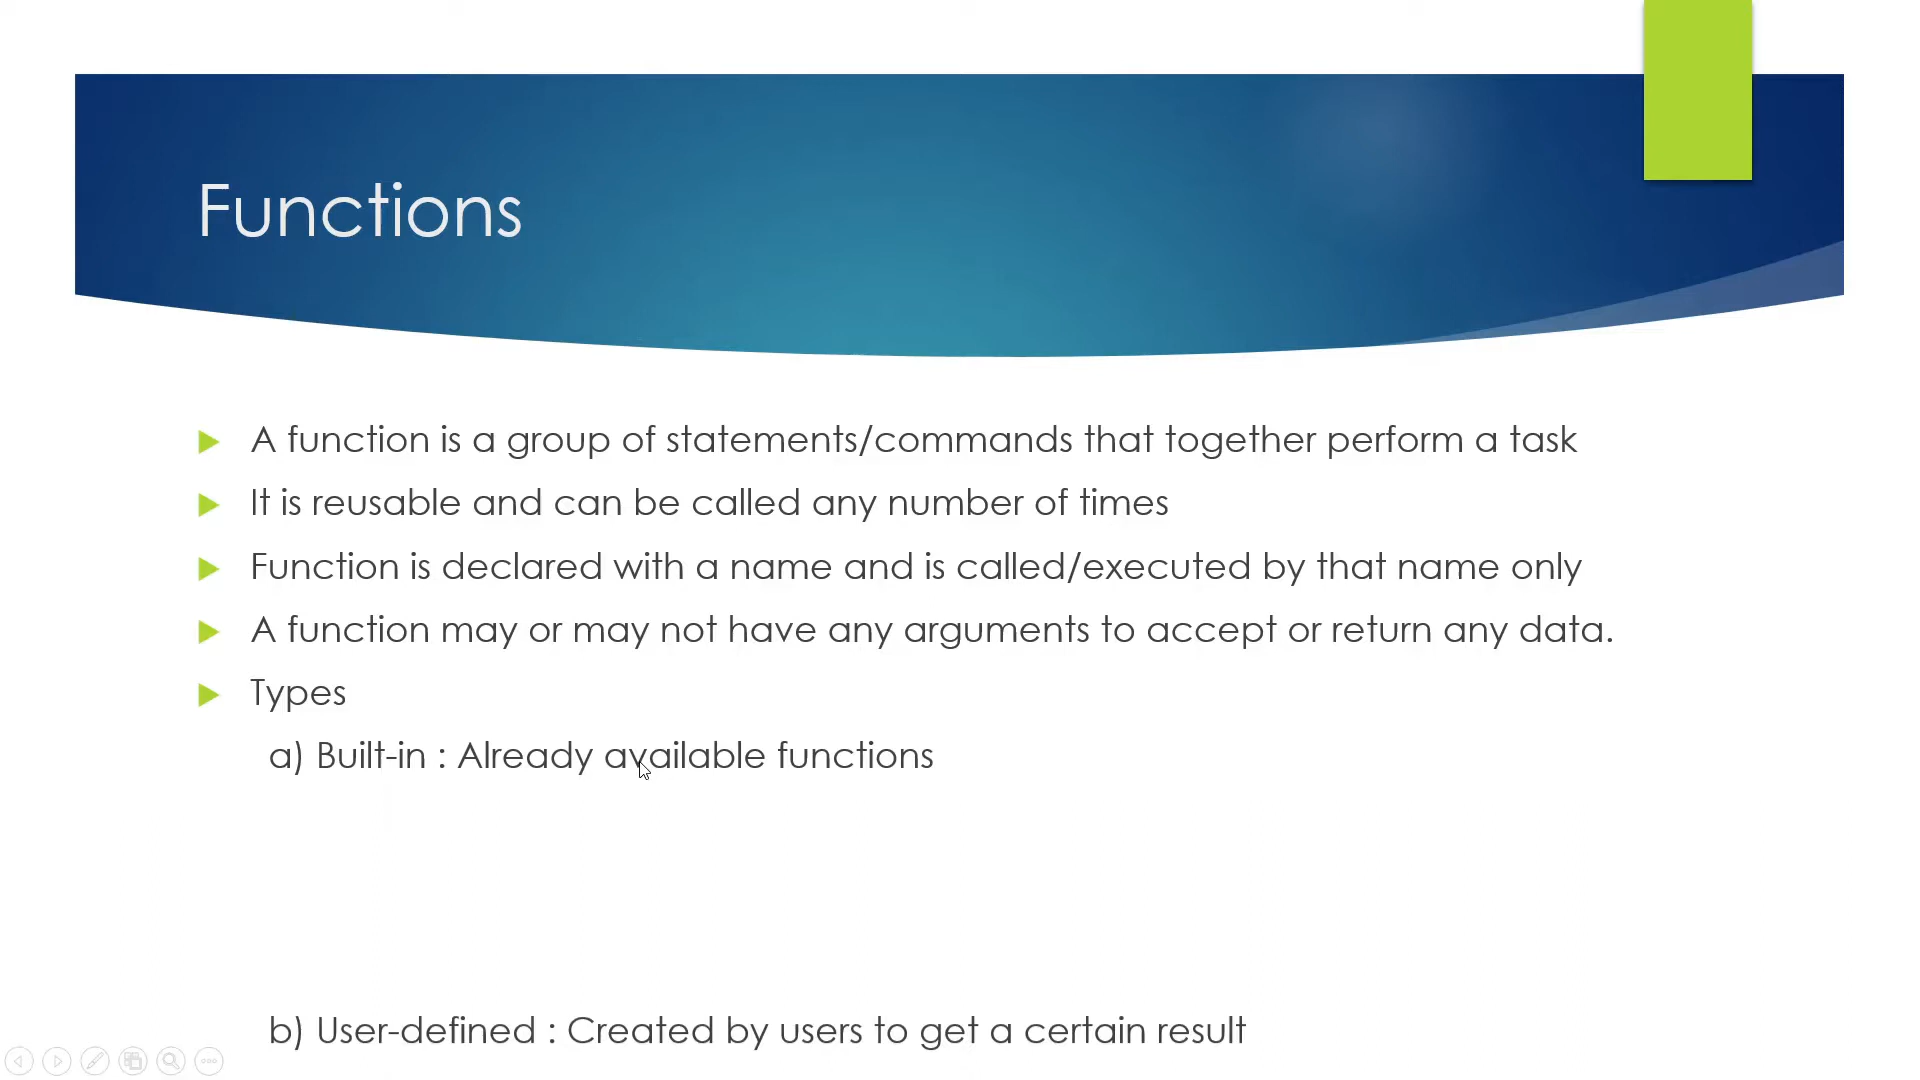 Functions
A function is a group of statements/commands that together perform a task
It is reusable and can be called any number of times
Function is declared with a name and is called/executed by that name only
A function may or may not have any arguments to accept or return any data.
Types
a) Built-in : Already available functions
b) User-defined : Created by users to get a certain result